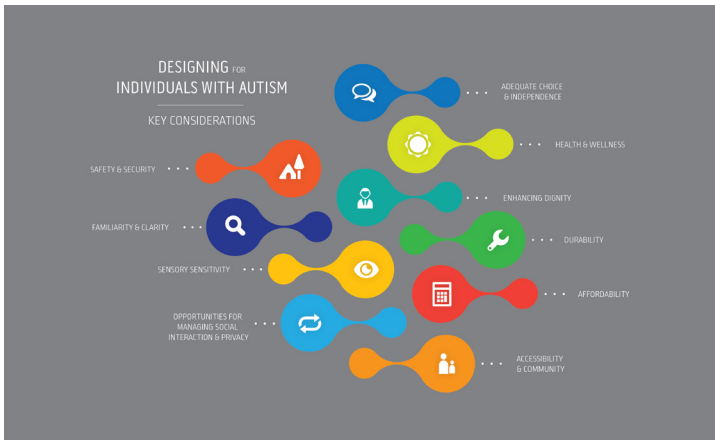 DESIGNING FOR
INDIVIDUALS WITH AUTISM
KEY CONSIDERATIONS
SAFETY & SECURITY
FAMILIARITY & CLARITY
SENSORY SENSITIVITY
OPPORTUNITIES FOR
MANAGING SOCIAL
INTERACTION & PRIVACY
ADEQUATE CHOICE
& INDEPENDENCE
HEALTH & WELLNESS
ENHANCING DIGNITY
DURABILITY
AFFORDABILITY
ACCESSIBILITY
& COMMUNITY